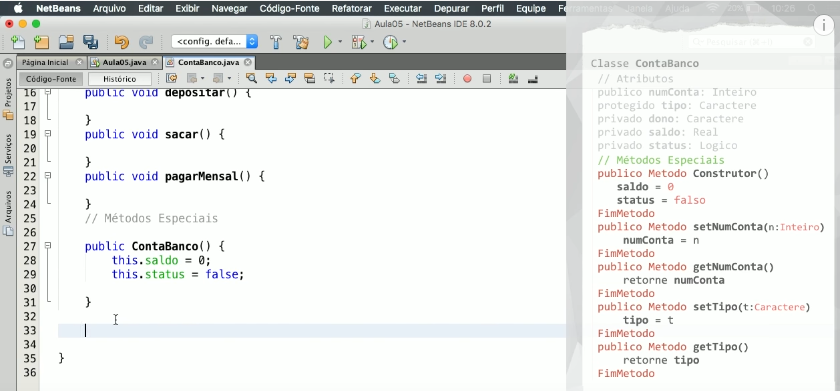 NetBeans Arquivo Editar Exibir Navegar Código-Fonte Refatorar Executar Depurar Perfil Equipe Ferramentas Janela Ajuda
Aula05 - NetBeans IDE 8.0.2
<config. defa...
Página Inicial Aula05.java ContaBanco.java
Código-Fonte Histórico
Projetos
Serviços
Arquivos
16 public void depositar() {
17
18 }
19 public void sacar() {
20
21 }
22 public void pagarMensal() {
23
24 }
25 // Métodos Especiais
26
27 public ContaBanco() {
28 this.saldo = 0;
29 this.status = false;
30
31 }
32
33
34
35 }
36
Classe ContaBanco
// Atributos
publico numConta: Inteiro
protegido tipo: Caractere
privado dono: Caractere
privado saldo: Real
privado status: Logico
// Métodos Especiais
publico Metodo Construtor()
saldo = 0
status = falso
FimMetodo
publico Metodo setNumConta(n:Inteiro)
numConta = n
FimMetodo
publico Metodo getNumConta()
retorne numConta
FimMetodo
publico Metodo setTipo(t:Caractere)
tipo = t
FimMetodo
publico Metodo getTipo()
retorne tipo
FimMetodo